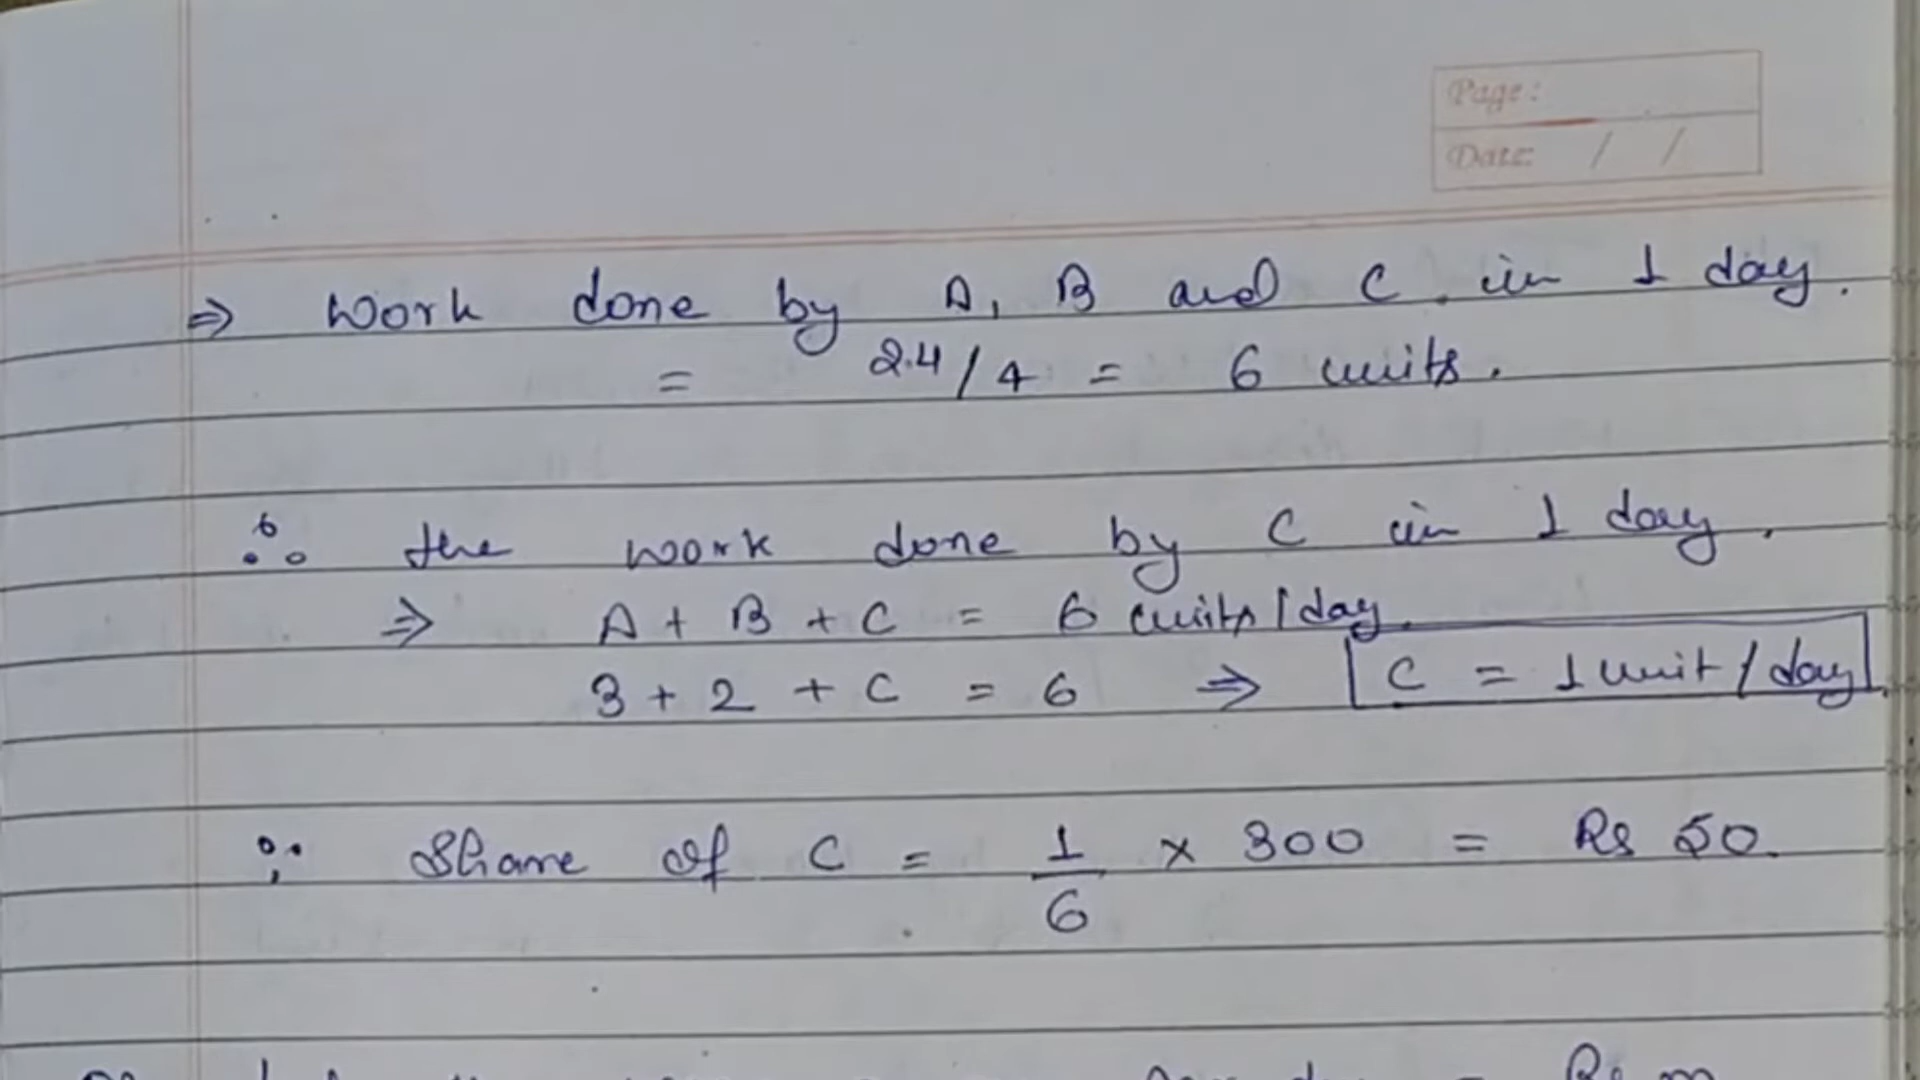 Page:
Date: / /
⇒ Work done by A, B and C in 1 day.
= 24/4 = 6 units.
∴ the work done by C in 1 day.
⇒ A + B + C = 6 units/day.
3 + 2 + C = 6 ⇒ C = 1 unit/day
∵ Share of C = 1/6 × 300 = Rs 50.